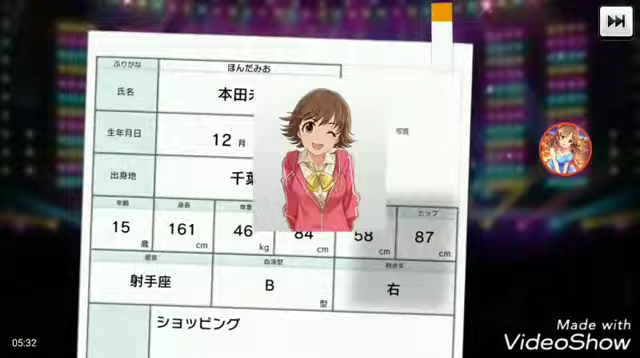 ふりがな ほんだみお
氏名 本田
生年月日 12 月
出身地 千葉
年齢 身長 体重 ヒップ
15 歳 161 cm 46 kg 84 cm 58 cm 87 cm
星座 血液型 利き手
射手座 B 型 右
ショッピング
05:32
Made with
VideoShow